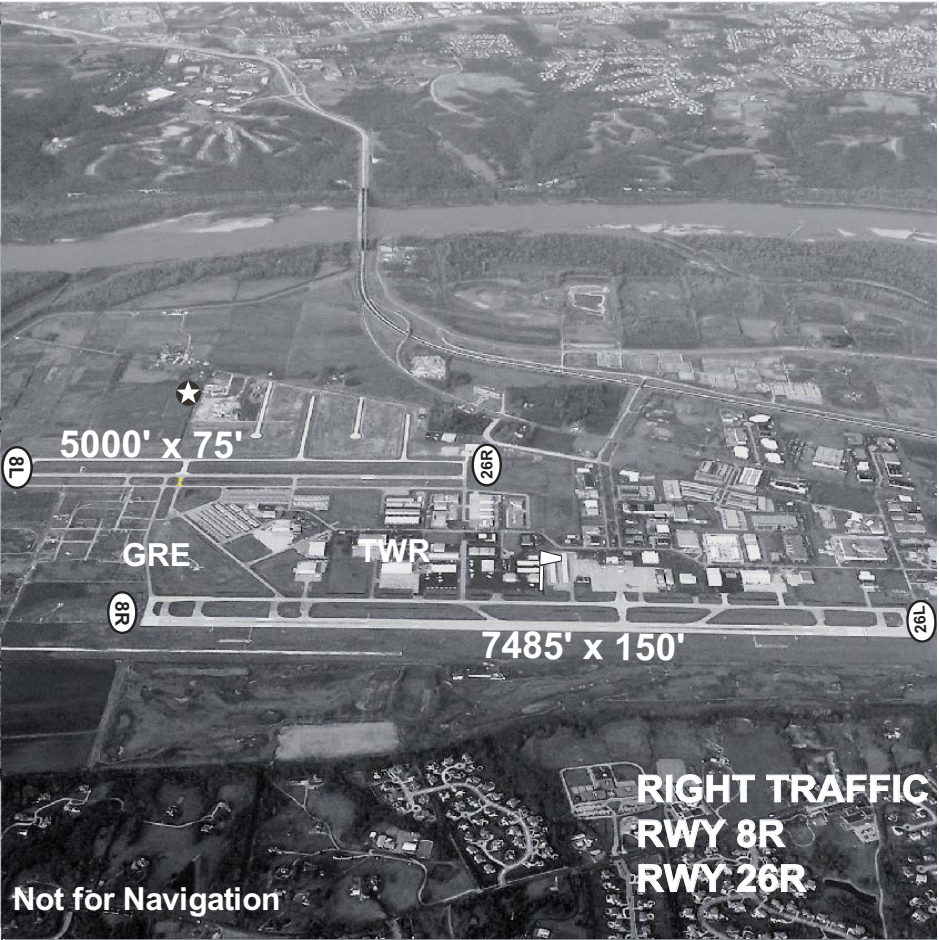 5000' x 75'
8L
26R
GRE
TWR
8R
26L
7485' x 150'
RIGHT TRAFFIC
RWY 8R
RWY 26R
Not for Navigation